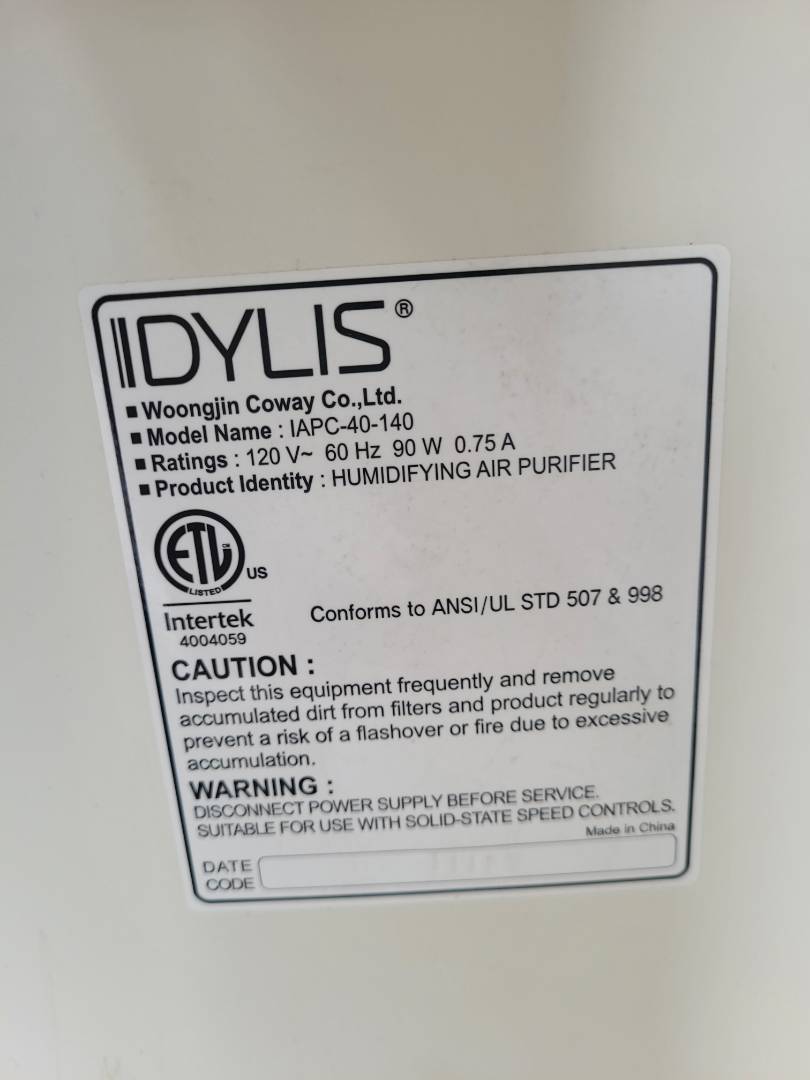 IDYLIS®
■ Woongjin Coway Co.,Ltd.
■ Model Name : IAPC-40-140
■ Ratings : 120 V~ 60 Hz 90 W 0.75 A
■ Product Identity : HUMIDIFYING AIR PURIFIER
ETL CM
US
LISTED
Intertek
4004059
Conforms to ANSI/UL STD 507 & 998
CAUTION :
Inspect this equipment frequently and remove
accumulated dirt from filters and product regularly to
prevent a risk of a flashover or fire due to excessive
accumulation.
WARNING :
DISCONNECT POWER SUPPLY BEFORE SERVICE.
SUITABLE FOR USE WITH SOLID-STATE SPEED CONTROLS.
Made in China
DATE
CODE